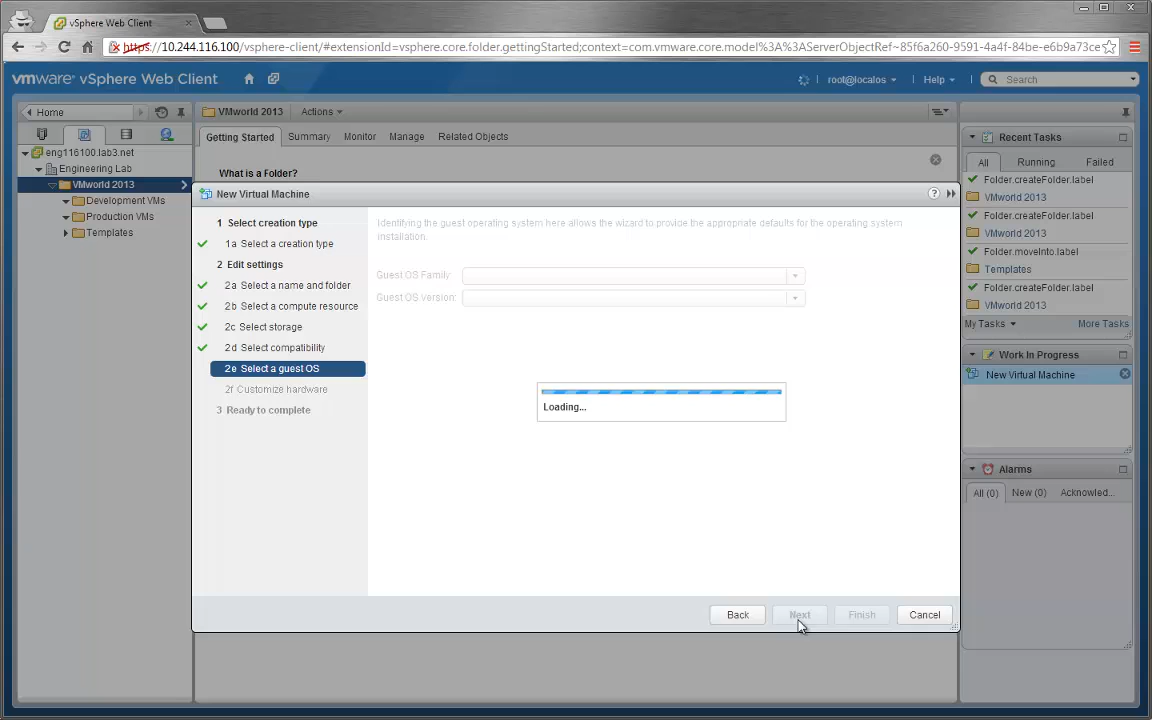 vSphere Web Client
https://10.244.116.100/vsphere-client/#extensionId=vsphere.core.folder.gettingStarted;context=com.vmware.core.model%3A%3AServerObjectRef~85f6a260-9591-4a4f-84be-e6b9a73ce
vmware® vSphere Web Client
root@localos
Help
Search
Home
VMworld 2013
Actions
eng116100.lab3.net
Engineering Lab
VMworld 2013
Development VMs
Production VMs
Templates
Getting Started
Summary
Monitor
Manage
Related Objects
What is a Folder?
New Virtual Machine
1 Select creation type
1a Select a creation type
2 Edit settings
2a Select a name and folder
2b Select a compute resource
2c Select storage
2d Select compatibility
2e Select a guest OS
2f Customize hardware
3 Ready to complete
Identifying the guest operating system here allows the wizard to provide the appropriate defaults for the operating system
installation.
Guest OS Family:
Guest OS Version:
Loading...
Back
Next
Finish
Cancel
Recent Tasks
All
Running
Failed
Folder.createFolder.label
VMworld 2013
Folder.createFolder.label
VMworld 2013
Folder.moveInto.label
Templates
Folder.createFolder.label
VMworld 2013
My Tasks
More Tasks
Work In Progress
New Virtual Machine
Alarms
All (0)
New (0)
Acknowled...